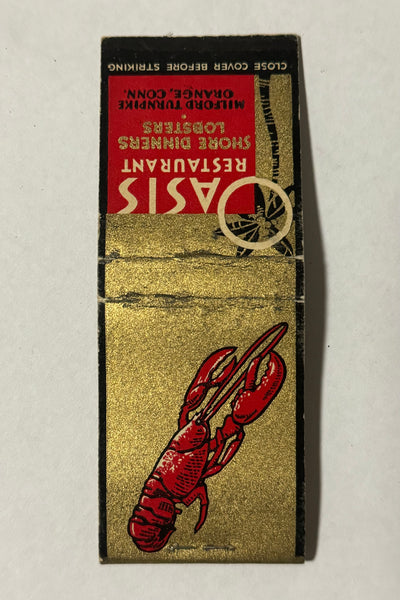 OASIS
RESTAURANT
SHORE DINNERS
•
LOBSTERS
MILFORD TURNPIKE
ORANGE, CONN.
CLOSE COVER BEFORE STRIKING